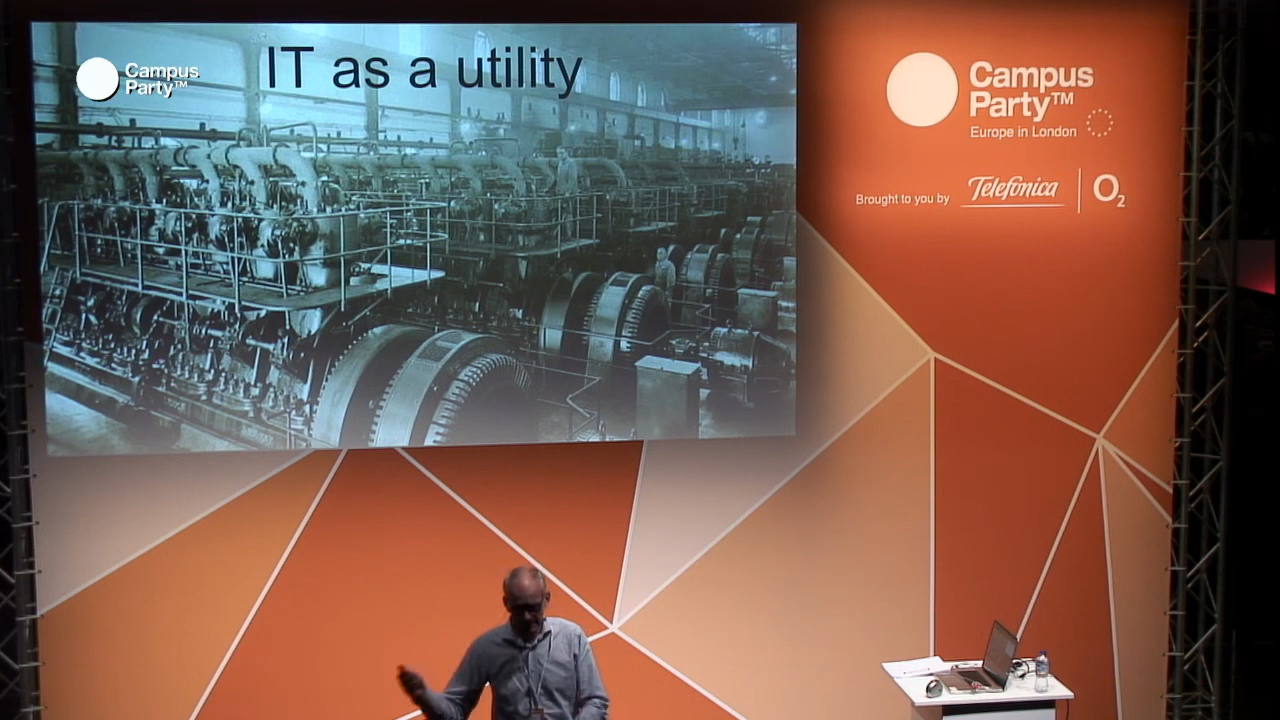 IT as a utility
Campus
Party™
Campus
Party™
Europe in London
Brought to you by
Telefónica
O2